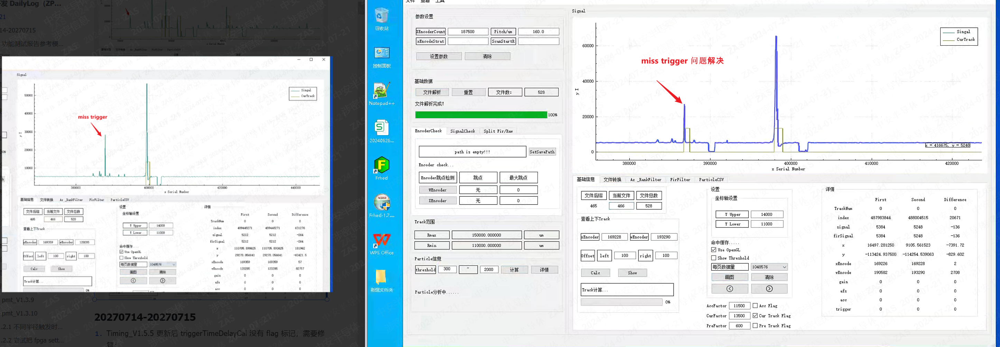 开发 DailyLog（ZP...
21
14-20270715
功能测试报告参考模...
pmt_V1.3.9
pmt_V1.3.10
.2.1 不同半径触发时...
.2.2 尝试把 fpga sett...
Signal
Singal
CurTrack
miss trigger
50000
40000
30000
20000
10000
y I
380000
400000
420000
440000
x Serial Number
基础信息 文件转换 Az _RankFilter FirFilter ParticleCSV
文件后缀 当前文件 文件总数
465 466 528
查看上下Track
xEncoder 169359 wEncoder 120285
Offset left 100 right 100
Calc Show
Track计算...
0%
设置
坐标轴设置
Y Upper 14000
Y Lower 11000
命中缓存....
Use OpenGL
Show Threshold
每页数据量 1048576
画图 清除
详情
First Second Difference
TrackNum 0 0 0
index 489448271 489448271 631276
signal 5212 5212 -264
firSignal 5212 5212 -264
x 110705.890625 110705.890625 181962
y 29278.056641 29278.056641 -60421.5
xEncode 169359 169359 57
wEncode 120285 120285 82757
gain 0 0 0
afs 0 0 0
acc 0 0 0
20270714-20270715
1. Timing_V1.5.5 更新后 triggerTimeDelayCal 没有 flag 标记，需要修
复；
回收站
控制面板
Notepad++
20240626...
Frhed
Frhed-1.7....
WPS Office
新建文件夹
文件 查看 工具
参数设置
XEncoderCount 187500 Pitch/um 160.0
xEncodeStrat ScanStartR
设置参数 清除
基础数据
文件解析 重置 文件数: 528
文件解析完成!
100%
EncoderCheck SignalCheck Split Fir/Raw
path is empty!!! SetSavePath
Encoder check...
Encoder跳点检测 跳点 最大跳点
WEncoder 无 0
XEncoder 无 0
Track范围
Rmax 150000.000000 um
Rmin 110000.000000 um
Particle信息
threshold 300 ~ 2000 计算 详情
Particle分析中......
Signal
Singal
CurTrack
miss trigger 问题解决
60000
40000
20000
0
y I
x = 416675, y = 5248
380000
390000
400000
410000
420000
x Serial Number
基础信息 文件转换 Az _RankFilter FirFilter ParticleCSV
文件后缀 当前文件 文件总数
465 466 528
查看上下Track
xEncoder 169228 wEncoder 193290
Offset left 100 right 100
Calc Show
Track计算...
0%
设置
坐标轴设置
Y Upper 14000
Y Lower 11000
命中缓存.....
Use OpenGL
Show Threshold
每页数据量 1048576
画图 清除
AccFactor 11500 Acc Flag
CurFactor 13500 Cur Track Flag
PreFactor 600 Pre Track Flag
详情
First Second Difference
TrackNum 0 0 0
index 487983844 488004515 20671
signal 5384 5248 -136
firSignal 5384 5248 -136
x 16497.281250 9105.561523 -7391.72
y -113424.937500 -114254.539063 -829.602
xEncode 169226 169228 2
wEncode 190582 193290 2708
gain 0 0 0
afs 0 0 0
acc 0 0 0
trigger 0 0 0